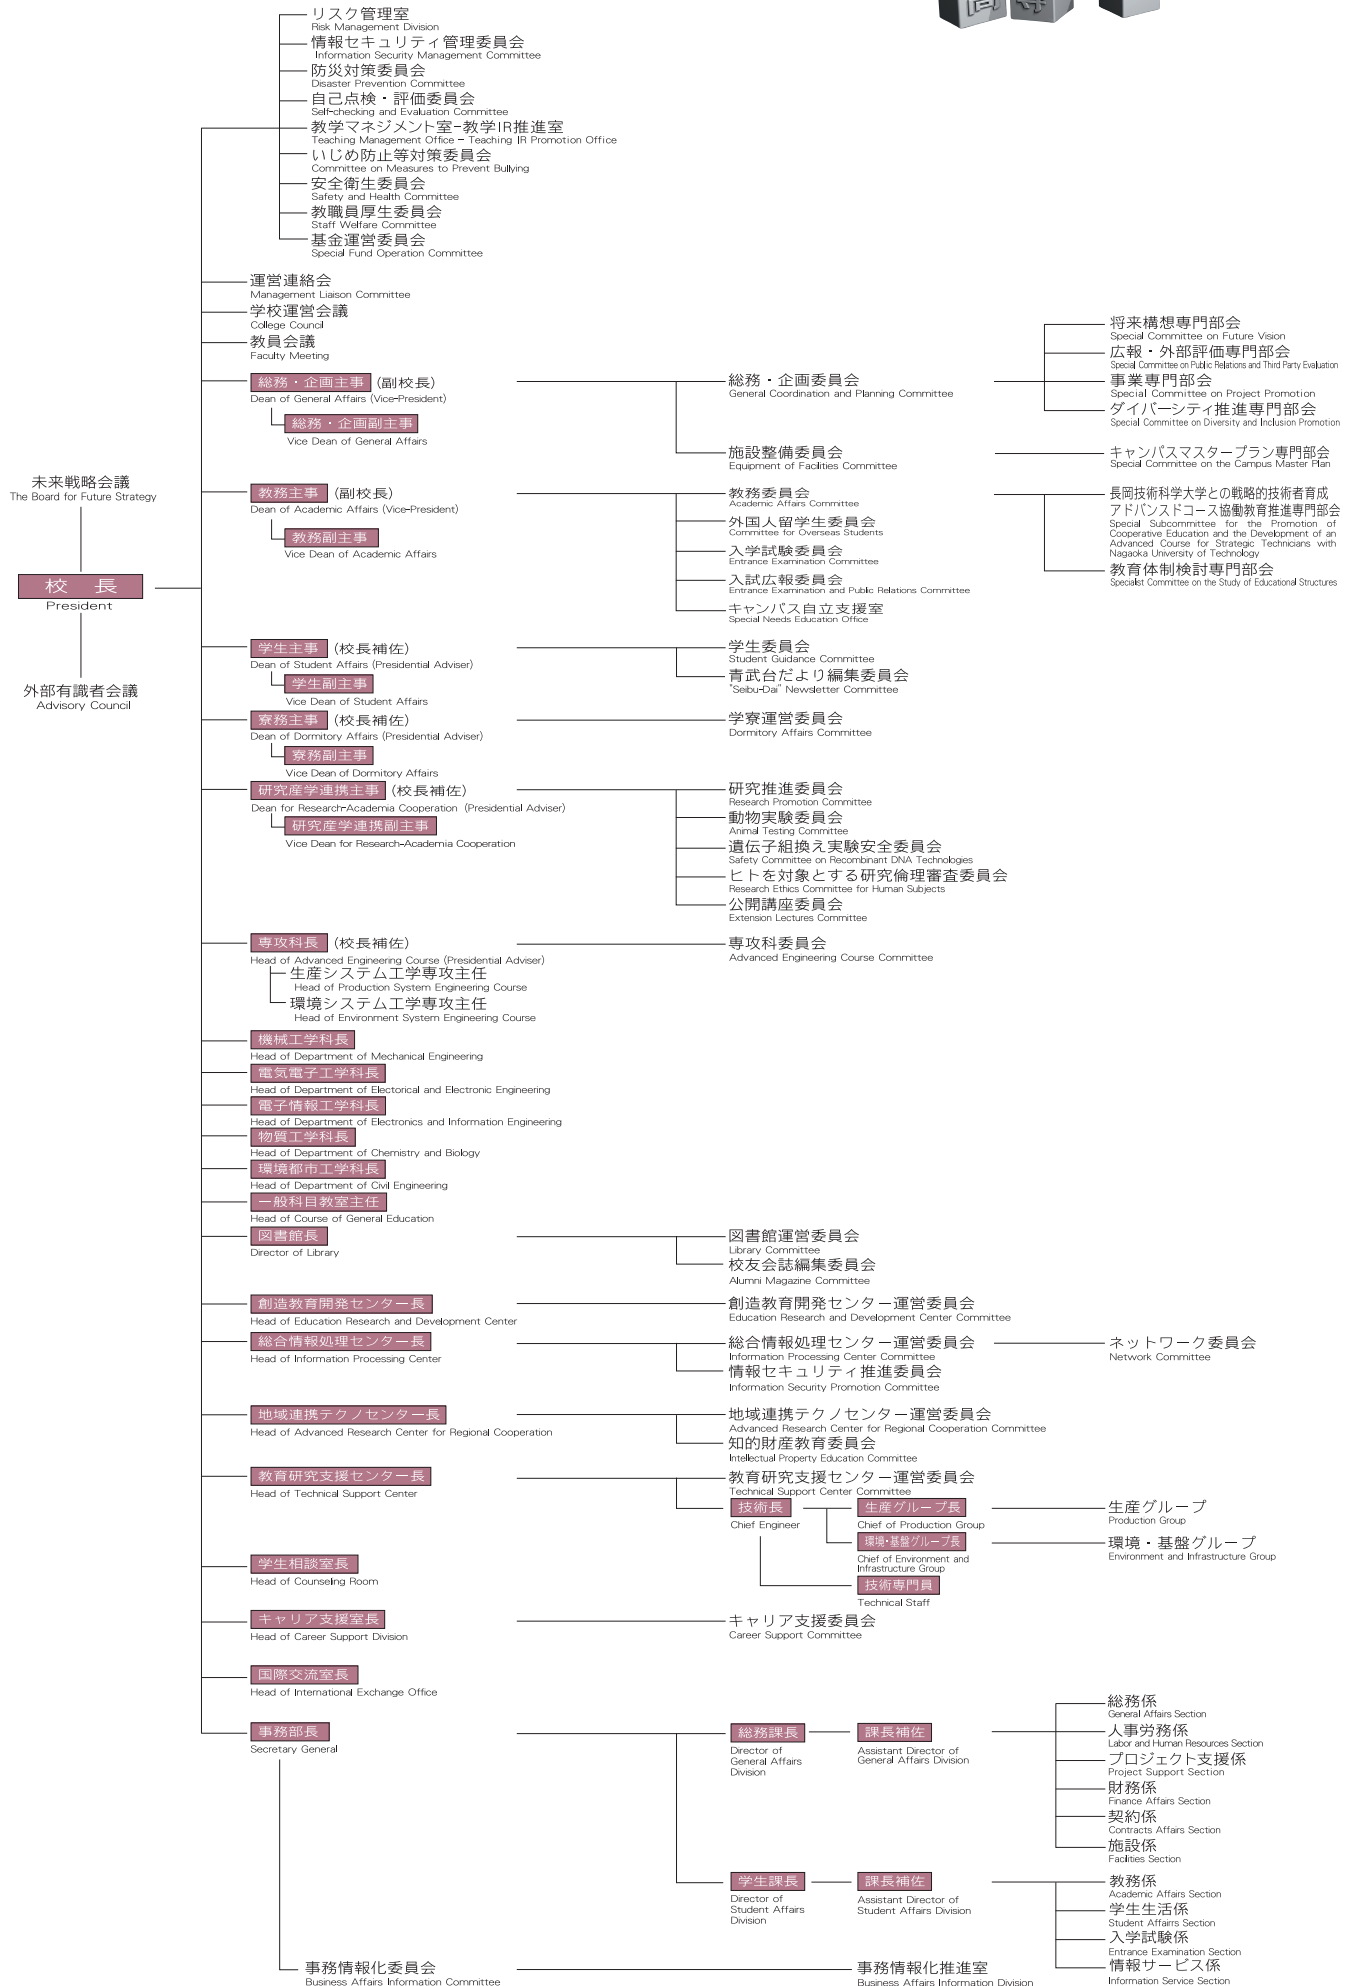 高 専
リスク管理室
Risk Management Division
情報セキュリティ管理委員会
Information Security Management Committee
防災対策委員会
Disaster Prevention Committee
自己点検・評価委員会
Self-checking and Evaluation Committee
教学マネジメント室-教学IR推進室
Teaching Management Office – Teaching IR Promotion Office
いじめ防止等対策委員会
Committee on Measures to Prevent Bullying
安全衛生委員会
Safety and Health Committee
教職員厚生委員会
Staff Welfare Committee
基金運営委員会
Special Fund Operation Committee
運営連絡会
Management Liaison Committee
学校運営会議
College Council
教員会議
Faculty Meeting
総務・企画主事 (副校長)
Dean of General Affairs (Vice-President)
総務・企画副主事
Vice Dean of General Affairs
総務・企画委員会
General Coordination and Planning Committee
将来構想専門部会
Special Committee on Future Vision
広報・外部評価専門部会
Special Committee on Public Relations and Third Party Evaluation
事業専門部会
Special Committee on Project Promotion
ダイバーシティ推進専門部会
Special Committee on Diversity and Inclusion Promotion
施設整備委員会
Equipment of Facilities Committee
キャンパスマスタープラン専門部会
Special Committee on the Campus Master Plan
未来戦略会議
The Board for Future Strategy
校 長
President
外部有識者会議
Advisory Council
教務主事 (副校長)
Dean of Academic Affairs (Vice-President)
教務副主事
Vice Dean of Academic Affairs
教務委員会
Academic Affairs Committee
外国人留学生委員会
Committee for Overseas Students
入学試験委員会
Entrance Examination Committee
入試広報委員会
Entrance Examination and Public Relations Committee
キャンパス自立支援室
Special Needs Education Office
長岡技術科学大学との戦略的技術者育成
アドバンスドコース協働教育推進専門部会
Special Subcommittee for the Promotion of
Cooperative Education and the Development of an
Advanced Course for Strategic Technicians with
Nagaoka University of Technology
教育体制検討専門部会
Specialist Committee on the Study of Educational Structures
学生主事 (校長補佐)
Dean of Student Affairs (Presidential Adviser)
学生副主事
Vice Dean of Student Affairs
学生委員会
Student Guidance Committee
青武台だより編集委員会
"Seibu-Dai" Newsletter Committee
寮務主事 (校長補佐)
Dean of Dormitory Affairs (Presidential Adviser)
寮務副主事
Vice Dean of Dormitory Affairs
学寮運営委員会
Dormitory Affairs Committee
研究産学連携主事 (校長補佐)
Dean for Research-Academia Cooperation (Presidential Adviser)
研究産学連携副主事
Vice Dean for Research-Academia Cooperation
研究推進委員会
Research Promotion Committee
動物実験委員会
Animal Testing Committee
遺伝子組換え実験安全委員会
Safety Committee on Recombinant DNA Technologies
ヒトを対象とする研究倫理審査委員会
Research Ethics Committee for Human Subjects
公開講座委員会
Extension Lectures Committee
専攻科長 (校長補佐)
Head of Advanced Engineering Course (Presidential Adviser)
生産システム工学専攻主任
Head of Production System Engineering Course
環境システム工学専攻主任
Head of Environment System Engineering Course
専攻科委員会
Advanced Engineering Course Committee
機械工学科長
Head of Department of Mechanical Engineering
電気電子工学科長
Head of Department of Electorical and Electronic Engineering
電子情報工学科長
Head of Department of Electronics and Information Engineering
物質工学科長
Head of Department of Chemistry and Biology
環境都市工学科長
Head of Department of Civil Engineering
一般科目教室主任
Head of Course of General Education
図書館長
Director of Library
図書館運営委員会
Library Committee
校友会誌編集委員会
Alumni Magazine Committee
創造教育開発センター長
Head of Education Research and Development Center
創造教育開発センター運営委員会
Education Research and Development Center Committee
総合情報処理センター長
Head of Information Processing Center
総合情報処理センター運営委員会
Information Processing Center Committee
情報セキュリティ推進委員会
Information Security Promotion Committee
ネットワーク委員会
Network Committee
地域連携テクノセンター長
Head of Advanced Research Center for Regional Cooperation
地域連携テクノセンター運営委員会
Advanced Research Center for Regional Cooperation Committee
知的財産教育委員会
Intellectual Property Education Committee
教育研究支援センター長
Head of Technical Support Center
教育研究支援センター運営委員会
Technical Support Center Committee
技術長
Chief Engineer
生産グループ長
Chief of Production Group
生産グループ
Production Group
環境・基盤グループ長
Chief of Environment and
Infrastructure Group
環境・基盤グループ
Environment and Infrastructure Group
技術専門員
Technical Staff
学生相談室長
Head of Counseling Room
キャリア支援室長
Head of Career Support Division
キャリア支援委員会
Career Support Committee
国際交流室長
Head of International Exchange Office
事務部長
Secretary General
総務課長
Director of
General Affairs
Division
課長補佐
Assistant Director of
General Affairs Division
総務係
General Affairs Section
人事労務係
Labor and Human Resources Section
プロジェクト支援係
Project Support Section
財務係
Finance Affairs Section
契約係
Contracts Affairs Section
施設係
Facilities Section
学生課長
Director of
Student Affairs
Division
課長補佐
Assistant Director of
Student Affairs Division
教務係
Academic Affairs Section
学生生活係
Student Affairrs Section
入学試験係
Entrance Examination Section
情報サービス係
Information Service Section
事務情報化委員会
Business Affairs Information Committee
事務情報化推進室
Business Affairs Information Division